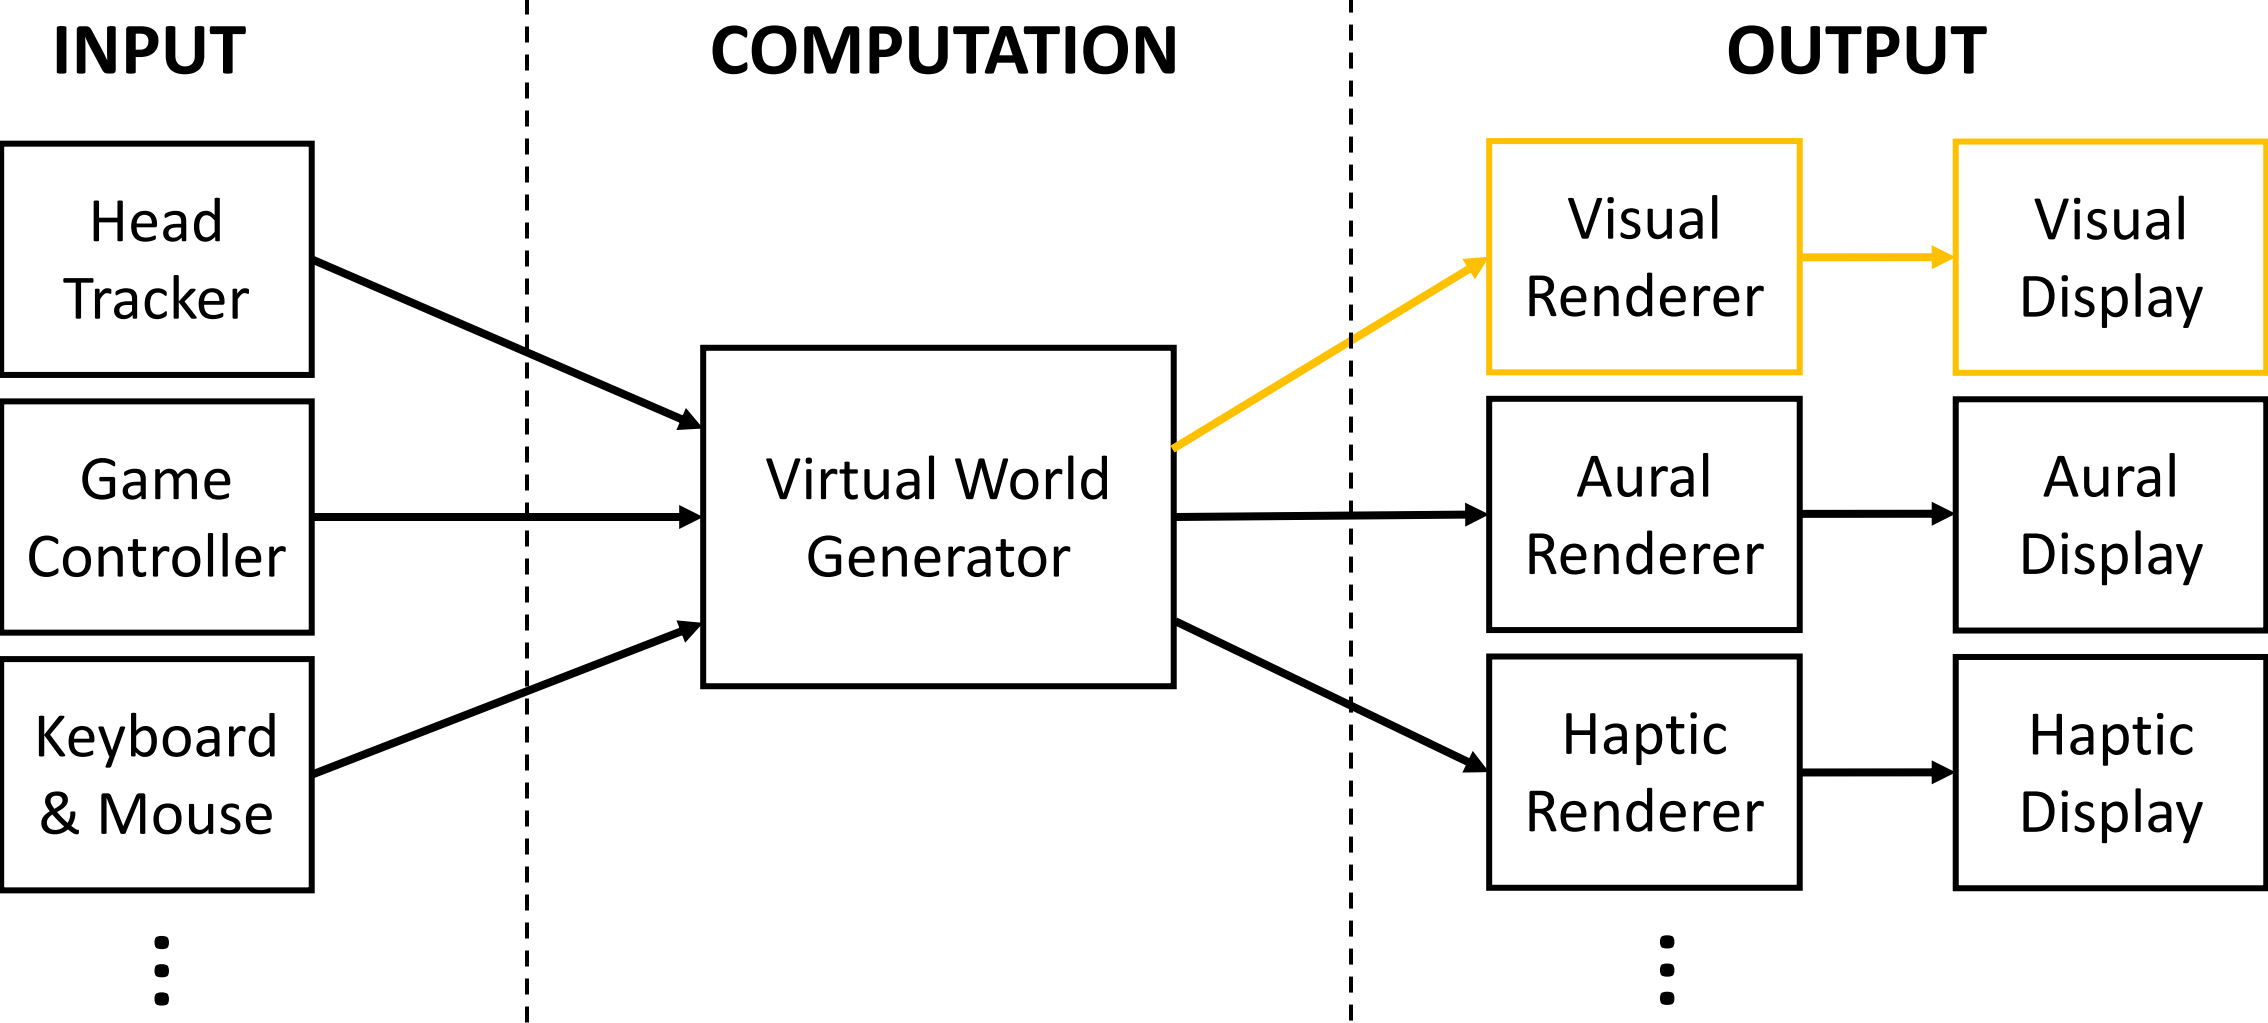 INPUT
COMPUTATION
OUTPUT
Head
Tracker
Game
Controller
Keyboard
& Mouse
Virtual World
Generator
Visual
Renderer
Visual
Display
Aural
Renderer
Aural
Display
Haptic
Renderer
Haptic
Display